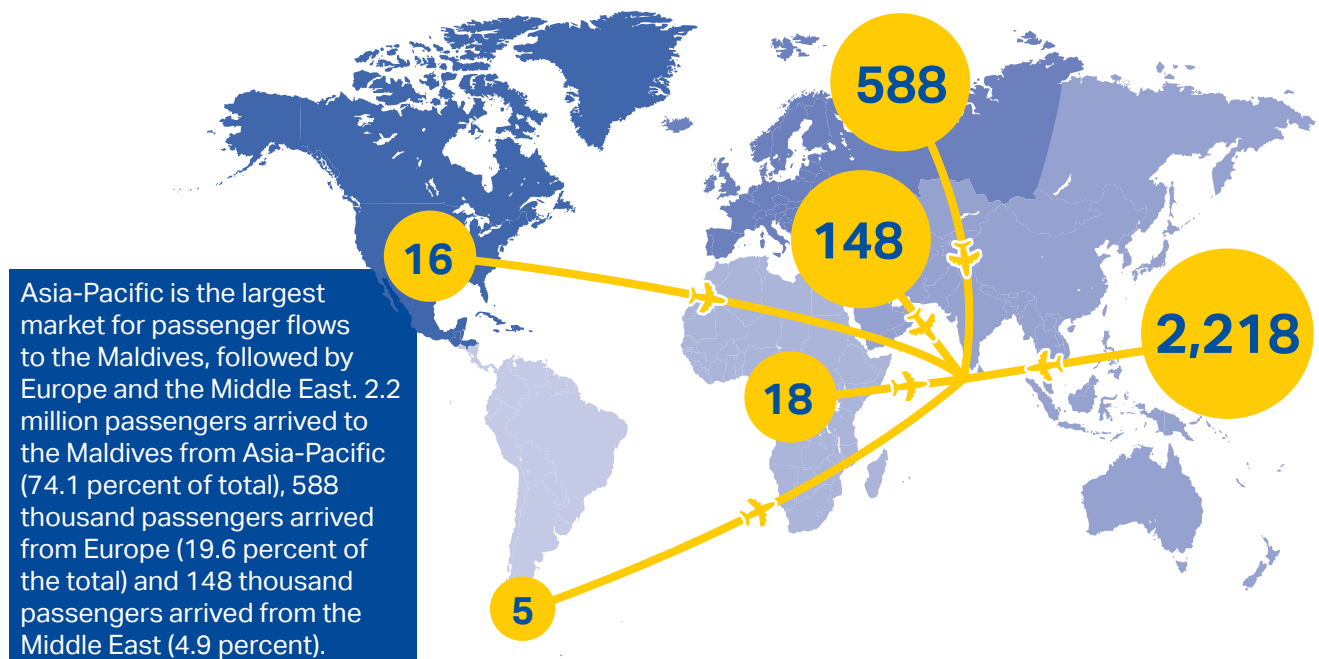 588
148
16
2,218
18
5
Asia-Pacific is the largest
market for passenger flows
to the Maldives, followed by
Europe and the Middle East. 2.2
million passengers arrived to
the Maldives from Asia-Pacific
(74.1 percent of total), 588
thousand passengers arrived
from Europe (19.6 percent of
the total) and 148 thousand
passengers arrived from the
Middle East (4.9 percent).